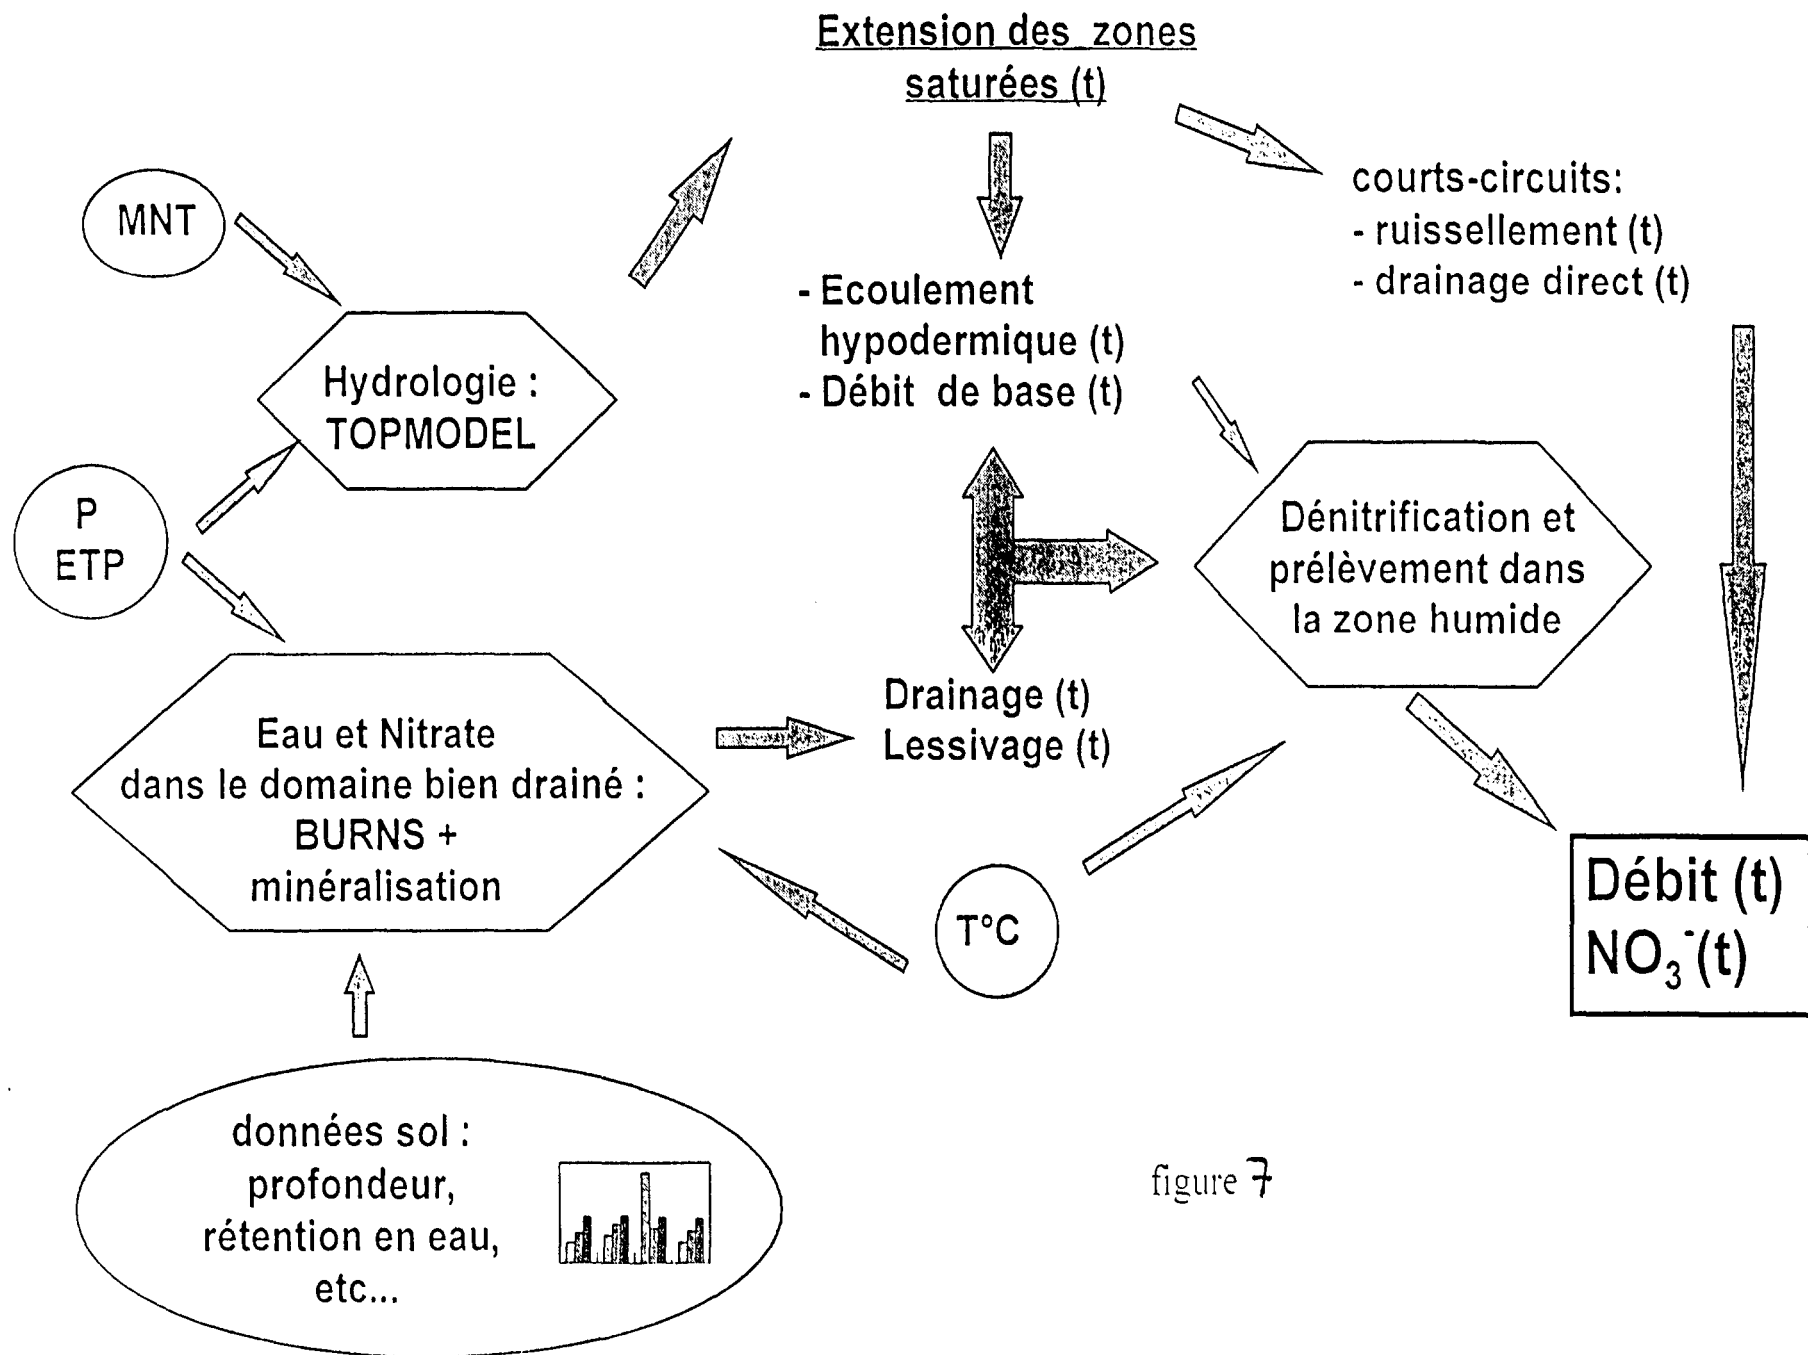 Extension des zones
saturées (t)
MNT
courts-circuits:
- ruissellement (t)
- drainage direct (t)
- Ecoulement
hypodermique (t)
- Débit de base (t)
Hydrologie :
TOPMODEL
P
ETP
Dénitrification et
prélèvement dans
la zone humide
Drainage (t)
Lessivage (t)
Eau et Nitrate
dans le domaine bien drainé :
BURNS +
minéralisation
T°C
Débit (t)
NO₃⁻(t)
données sol :
profondeur,
rétention en eau,
etc...
figure 7